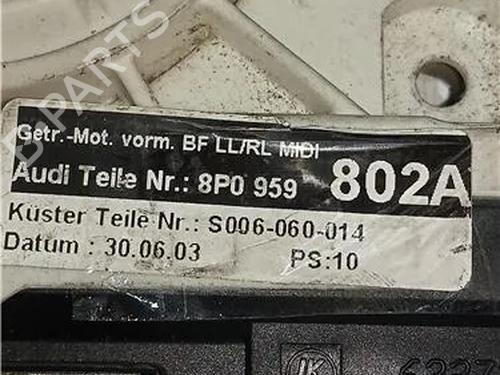 B-PARTS
Getr.-Mot. vorm. BF LL/RL MIDI
Audi Teile Nr.: 8P0 959 802A
Küster Teile Nr.: S006-060-014
Datum : 30.06.03 PS:10